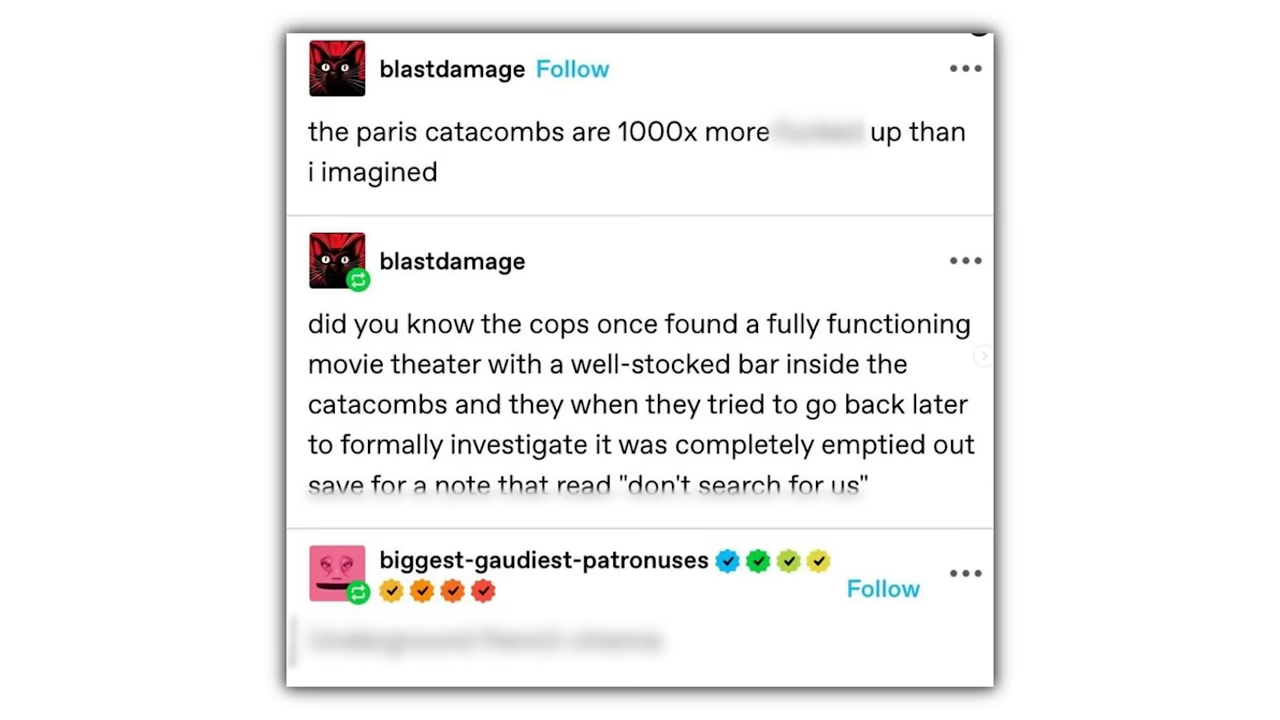 blastdamage Follow
the paris catacombs are 1000x more up than
i imagined
blastdamage
did you know the cops once found a fully functioning
movie theater with a well-stocked bar inside the
catacombs and they when they tried to go back later
to formally investigate it was completely emptied out
save for a note that read "don't search for us"
biggest-gaudiest-patronuses
Follow